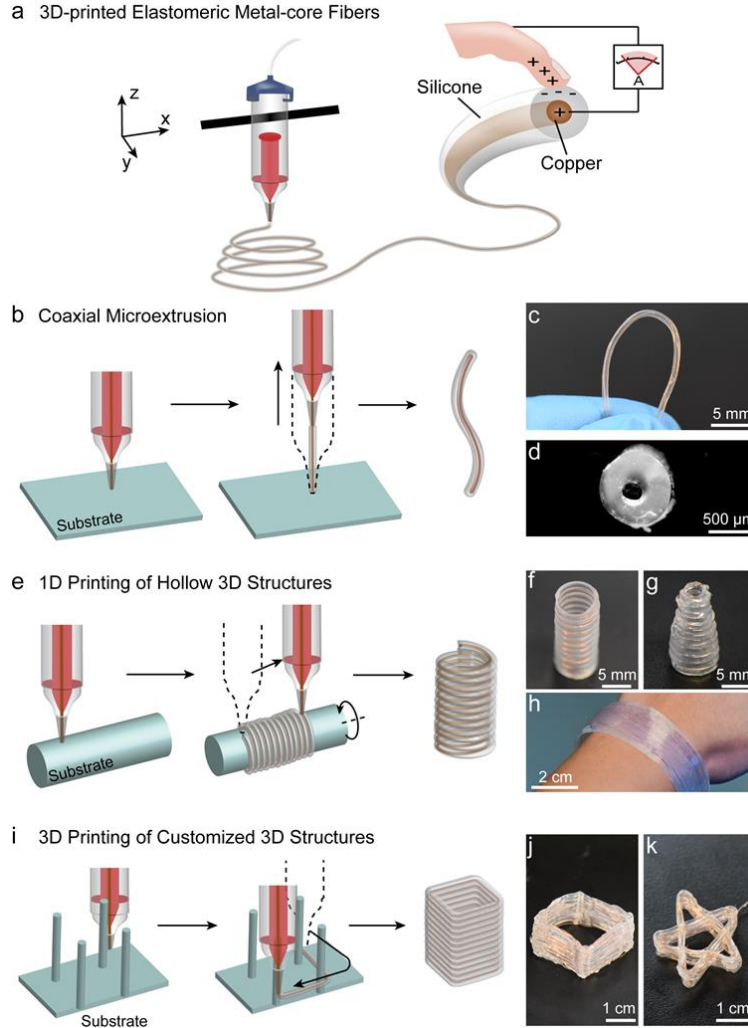 a 3D-printed Elastomeric Metal-core Fibers
z
x
y
Silicone
+ + +
- - -
+
A
Copper
b Coaxial Microextrusion
Substrate
c
5 mm
d
500 µm
e 1D Printing of Hollow 3D Structures
Substrate
f
5 mm
g
5 mm
h
2 cm
i 3D Printing of Customized 3D Structures
Substrate
j
1 cm
k
1 cm